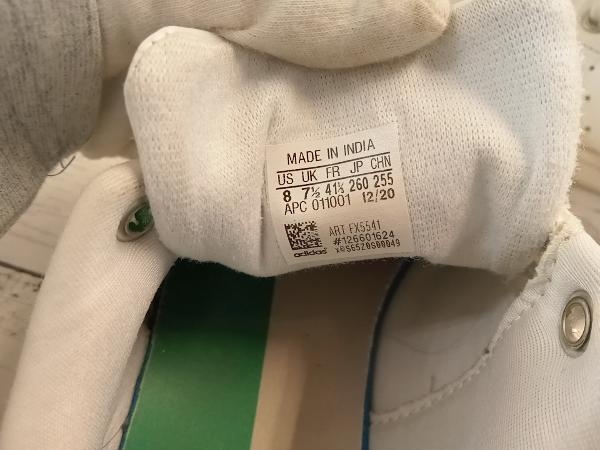 MADE IN INDIA
US UK FR JP CHN
8 7½ 41⅓ 260 255
APC 011001 12/20
ART FX5541
#126601624
adidas